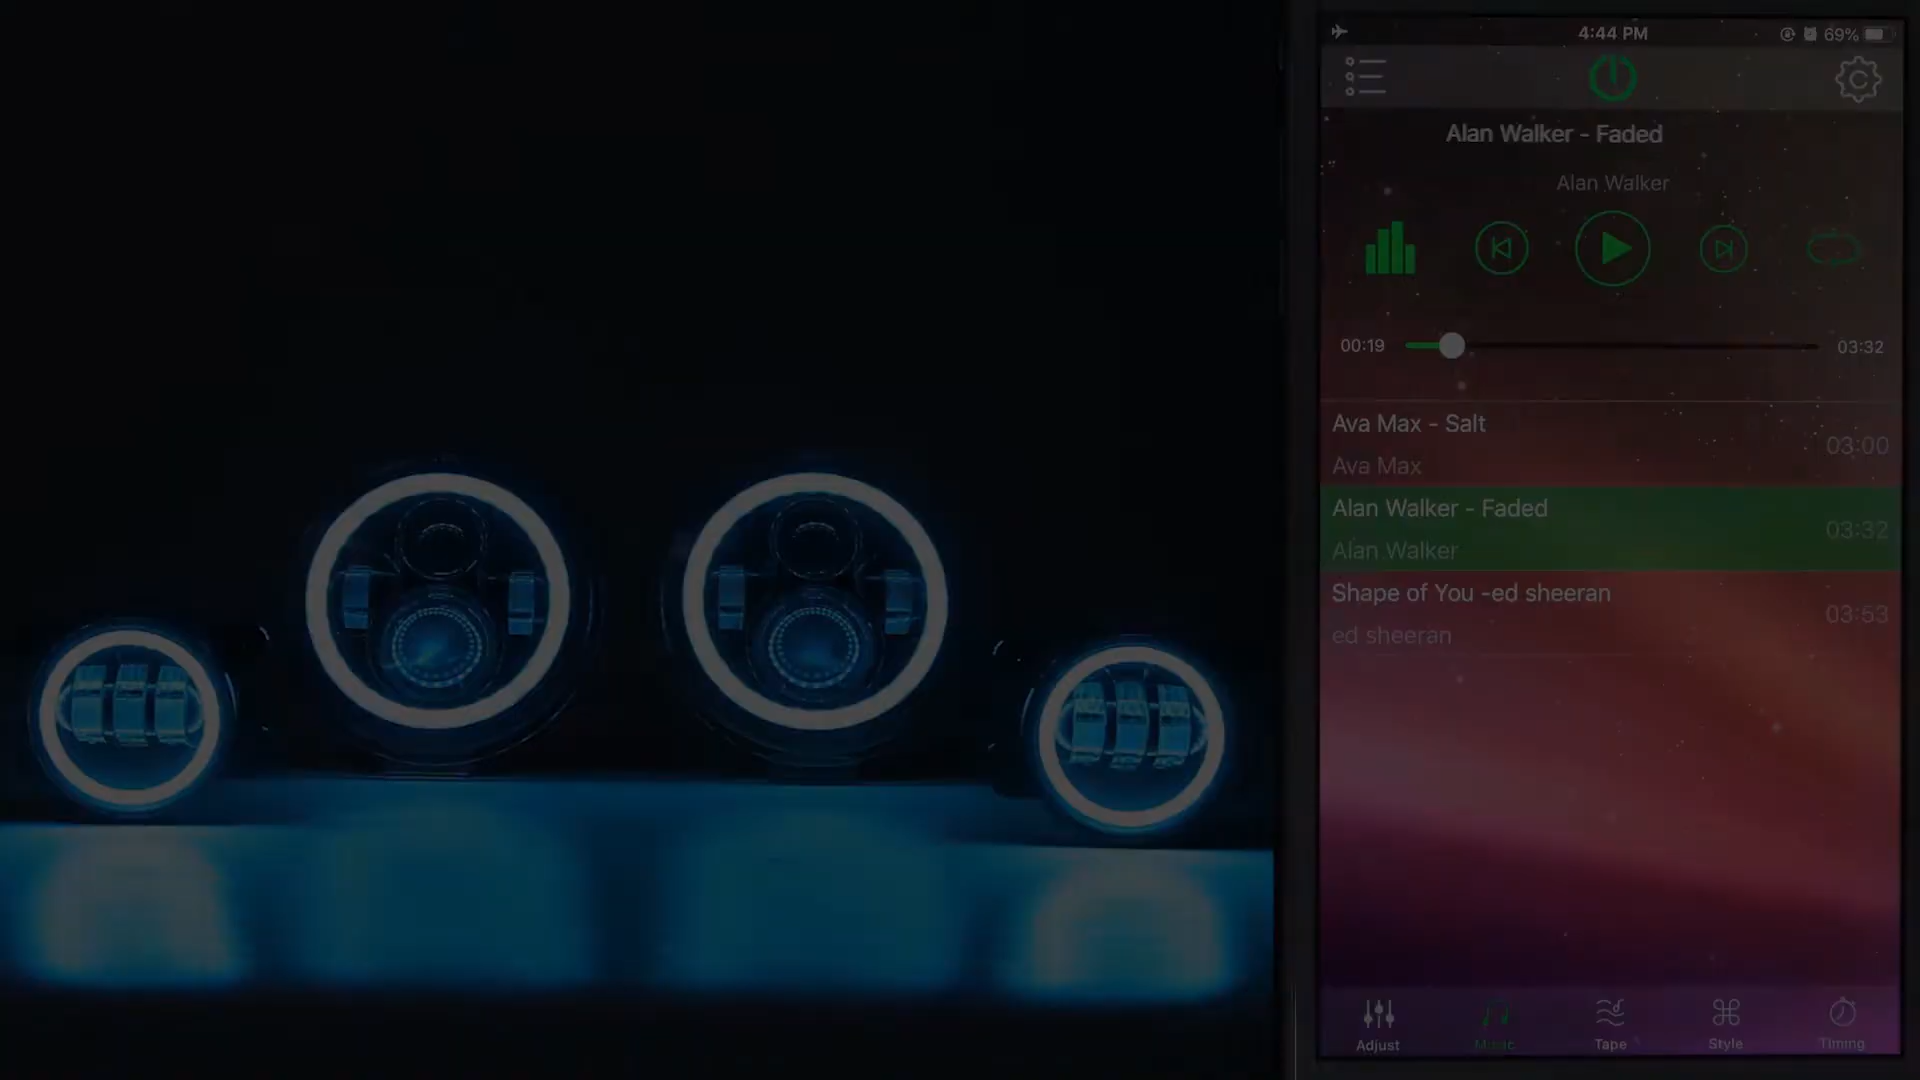 4:44 PM
69%
Alan Walker - Faded
Alan Walker
00:19
03:32
Ava Max - Salt
03:00
Ava Max
Alan Walker - Faded
03:32
Alan Walker
Shape of You -ed sheeran
03:53
ed sheeran
Adjust
Music
Tape
Style
Timing